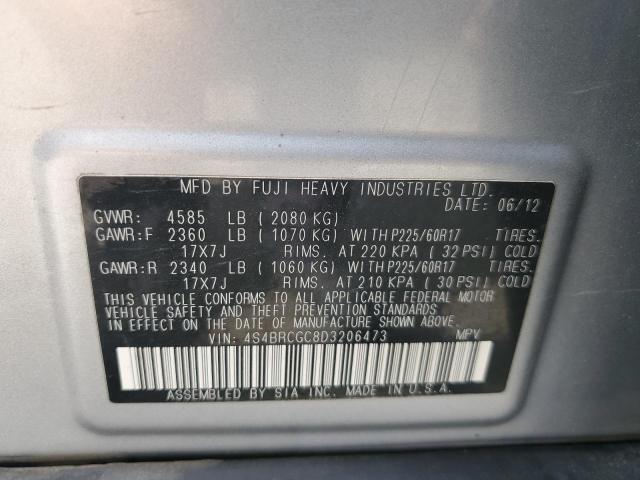 MFD BY FUJI HEAVY INDUSTRIES LTD.
DATE: 06/12
GVWR: 4585 LB ( 2080 KG)
GAWR:F 2360 LB ( 1070 KG) WITH P225/60R17 TIRES.
17X7J RIMS. AT 220 KPA ( 32 PSI) COLD
GAWR:R 2340 LB ( 1060 KG) WITH P225/60R17 TIRES.
17X7J RIMS. AT 210 KPA ( 30 PSI) COLD
THIS VEHICLE CONFORMS TO ALL APPLICABLE FEDERAL MOTOR
VEHICLE SAFETY AND THEFT PREVENTION STANDARDS
IN EFFECT ON THE DATE OF MANUFACTURE SHOWN ABOVE.
VIN: 4S4BRCGC8D3206473 MPV
ASSEMBLED BY SIA INC. MADE IN U.S.A.